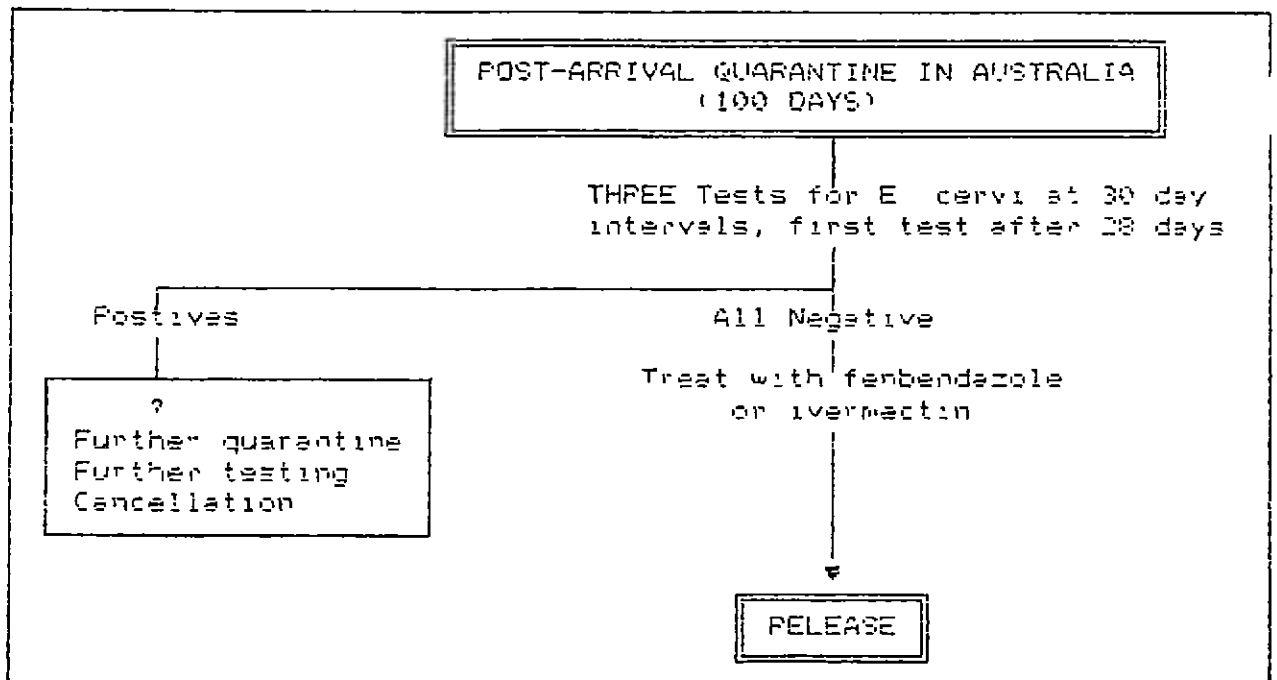 POST-ARRIVAL QUARANTINE IN AUSTRALIA
(100 DAYS)
THREE Tests for E cervi at 30 day
intervals, first test after 28 days
Postives
All Negative
Treat with fenbendazole
or ivermectin
?
Further quarantine
Further testing
Cancellation
RELEASE